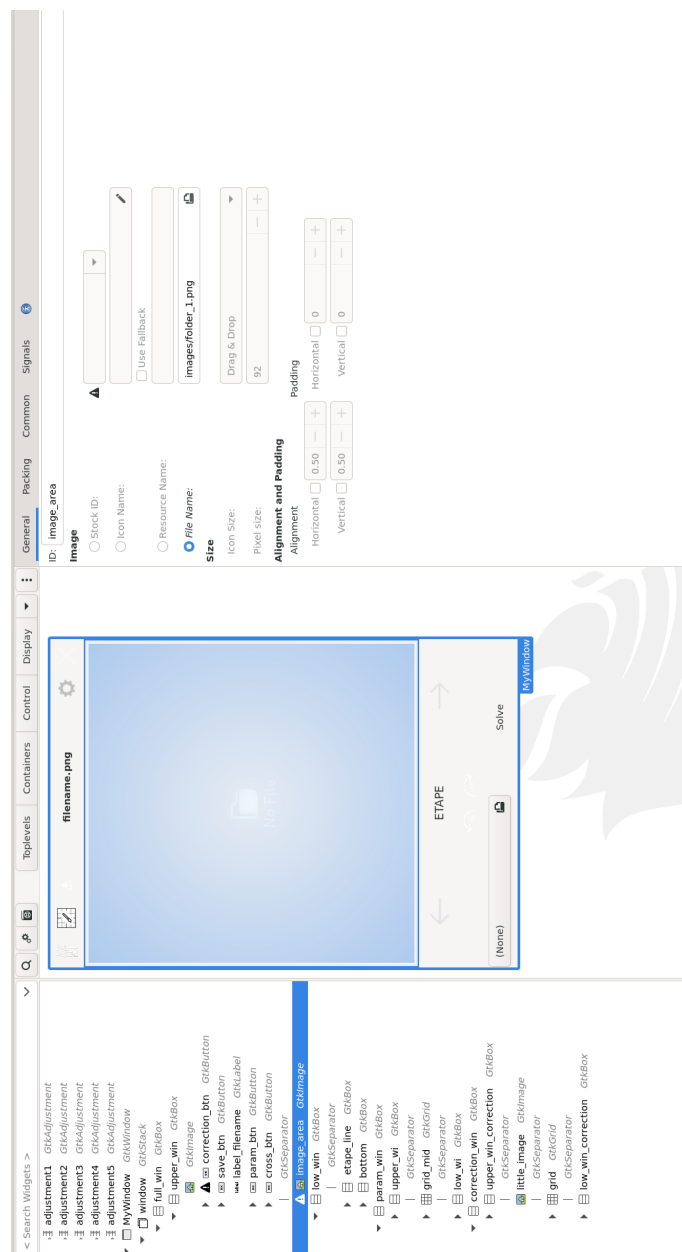 < Search Widgets >
adjustment1 GtkAdjustment
adjustment2 GtkAdjustment
adjustment3 GtkAdjustment
adjustment4 GtkAdjustment
adjustment5 GtkAdjustment
MyWindow GtkWindow
window GtkStack
full_win GtkBox
upper_win GtkBox
GtkImage
correction_btn GtkButton
save_btn GtkButton
label_filename GtkLabel
param_btn GtkButton
cross_btn GtkButton
GtkSeparator
image_area GtkImage
low_win GtkBox
GtkSeparator
etape_line GtkBox
bottom GtkBox
param_win GtkBox
upper_wi GtkBox
GtkSeparator
grid_mid GtkGrid
GtkSeparator
low_wi GtkBox
correction_win GtkBox
upper_win_correction GtkBox
GtkSeparator
little_image GtkImage
GtkSeparator
grid GtkGrid
GtkSeparator
low_win_correction GtkBox
Toplevels Containers Control Display
filename.png
No File
ETAPE
(None) Solve
MyWindow
General Packing Common Signals
ID: image_area
Image
Stock ID:
Icon Name:
Use Fallback
Resource Name:
File Name: images/folder_1.png
Size
Icon Size: Drag & Drop
Pixel size: 92
Alignment and Padding
Alignment Padding
Horizontal 0.50 Horizontal 0
Vertical 0.50 Vertical 0